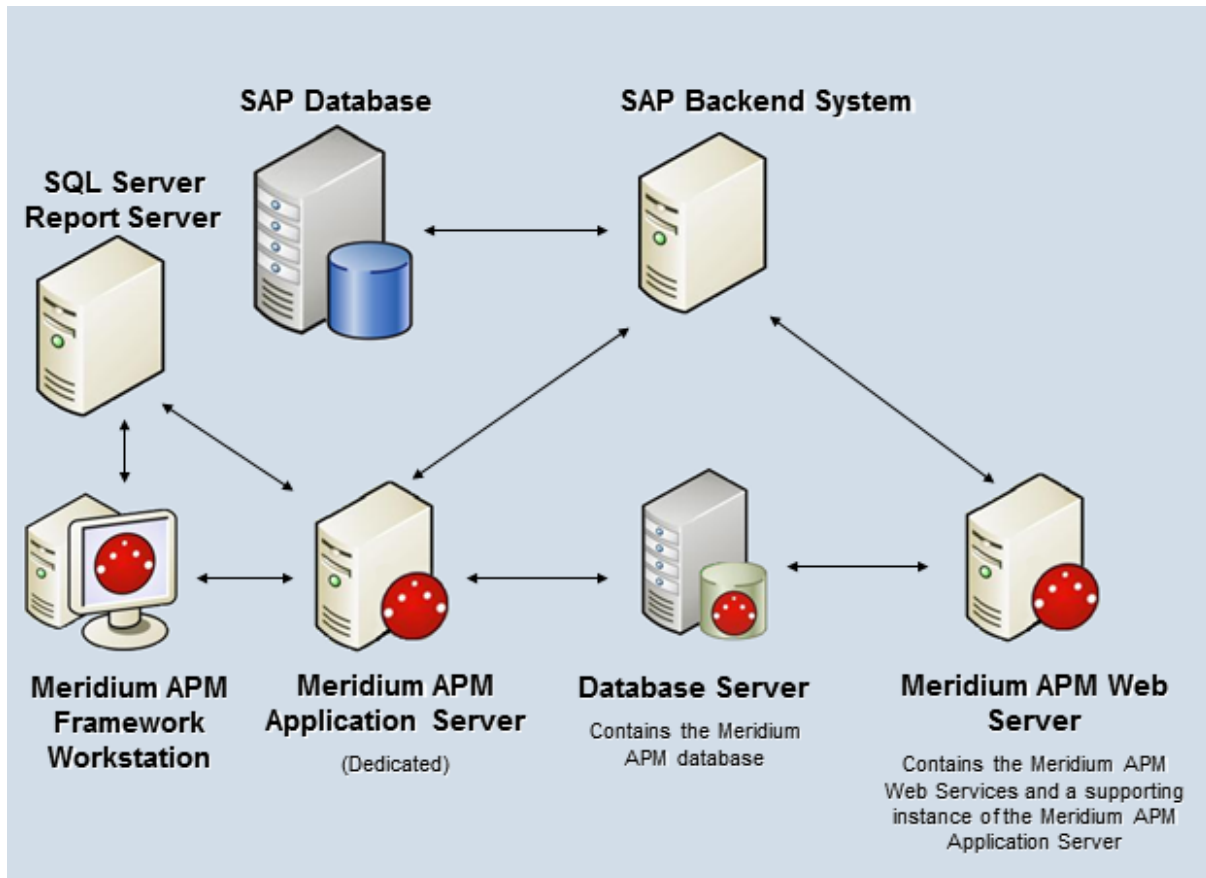 SAP Database
SAP Backend System
SQL Server
Report Server
Meridium APM
Framework
Workstation
Meridium APM
Application Server
(Dedicated)
Database Server
Contains the Meridium
APM database
Meridium APM Web
Server
Contains the Meridium APM
Web Services and a supporting
instance of the Meridium APM
Application Server